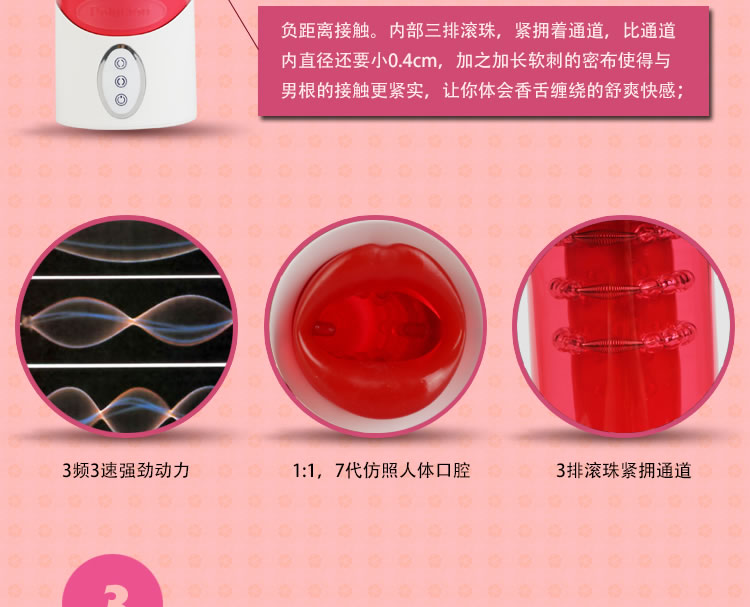 负距离接触。内部三排滚珠，紧拥着通道，比通道
内直径还要小0.4cm，加之加长软刺的密布使得与
男根的接触更紧实，让你体会香舌缠绕的舒爽快感；
3频3速强劲动力
1:1，7代仿照人体口腔
3排滚珠紧拥通道
3